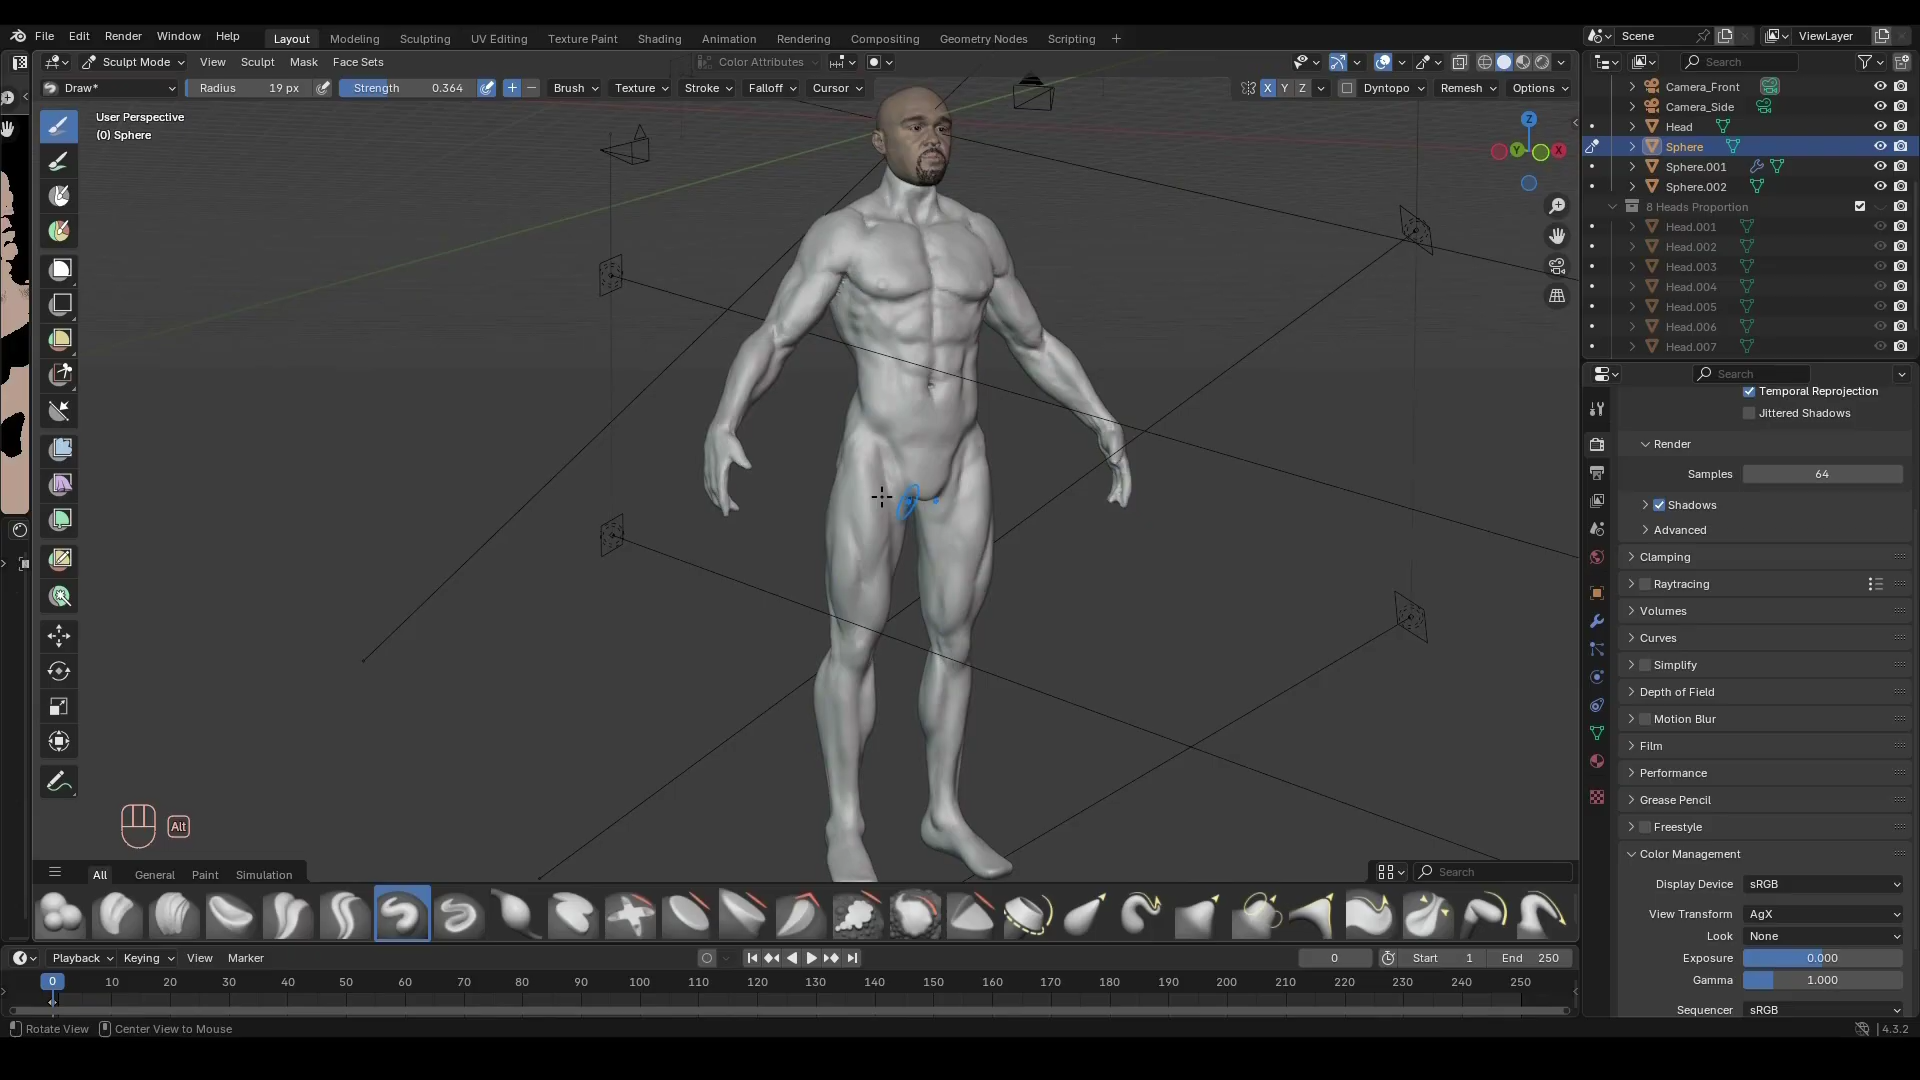 File Edit Render Window Help Layout Modeling Sculpting UV Editing Texture Paint Shading Animation Rendering Compositing Geometry Nodes Scripting + Scene ViewLayer
Sculpt Mode View Sculpt Mask Face Sets Color Attributes Search
Draw* Radius 19 px Strength 0.364 Brush Texture Stroke Falloff Cursor X Y Z Dyntopo Remesh Options
User Perspective
(0) Sphere
Z
Y
X
Camera_Front
Camera_Side
Head
Sphere
Sphere.001
Sphere.002
8 Heads Proportion
Head.001
Head.002
Head.003
Head.004
Head.005
Head.006
Head.007
Search
Temporal Reprojection
Jittered Shadows
Render
Samples 64
Shadows
Advanced
Clamping
Raytracing
Volumes
Curves
Simplify
Depth of Field
Motion Blur
Film
Performance
Grease Pencil
Freestyle
Color Management
Display Device sRGB
View Transform AgX
Look None
Exposure 0.000
Gamma 1.000
Sequencer sRGB
Alt
All General Paint Simulation Search
Playback Keying View Marker 0 Start 1 End 250
0 10 20 30 40 50 60 70 80 90 100 110 120 130 140 150 160 170 180 190 200 210 220 230 240 250
Rotate View Center View to Mouse 4.3.2